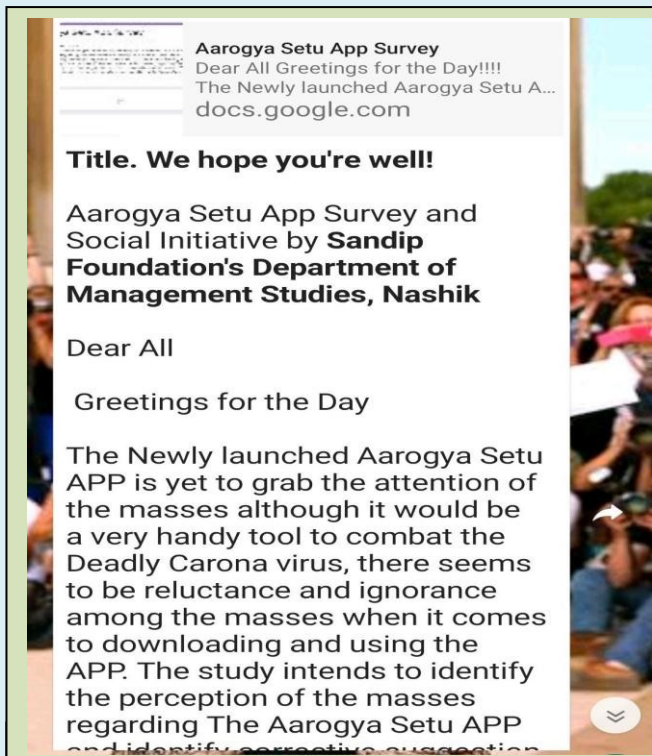 Aarogya Setu App Survey
Dear All Greetings for the Day!!!!
The Newly launched Aarogya Setu A...
docs.google.com
Title. We hope you're well!
Aarogya Setu App Survey and
Social Initiative by Sandip
Foundation's Department of
Management Studies, Nashik
Dear All
Greetings for the Day
The Newly launched Aarogya Setu
APP is yet to grab the attention of
the masses although it would be
a very handy tool to combat the
Deadly Carona virus, there seems
to be reluctance and ignorance
among the masses when it comes
to downloading and using the
APP. The study intends to identify
the perception of the masses
regarding The Aarogya Setu APP
and identify corrective suggestion